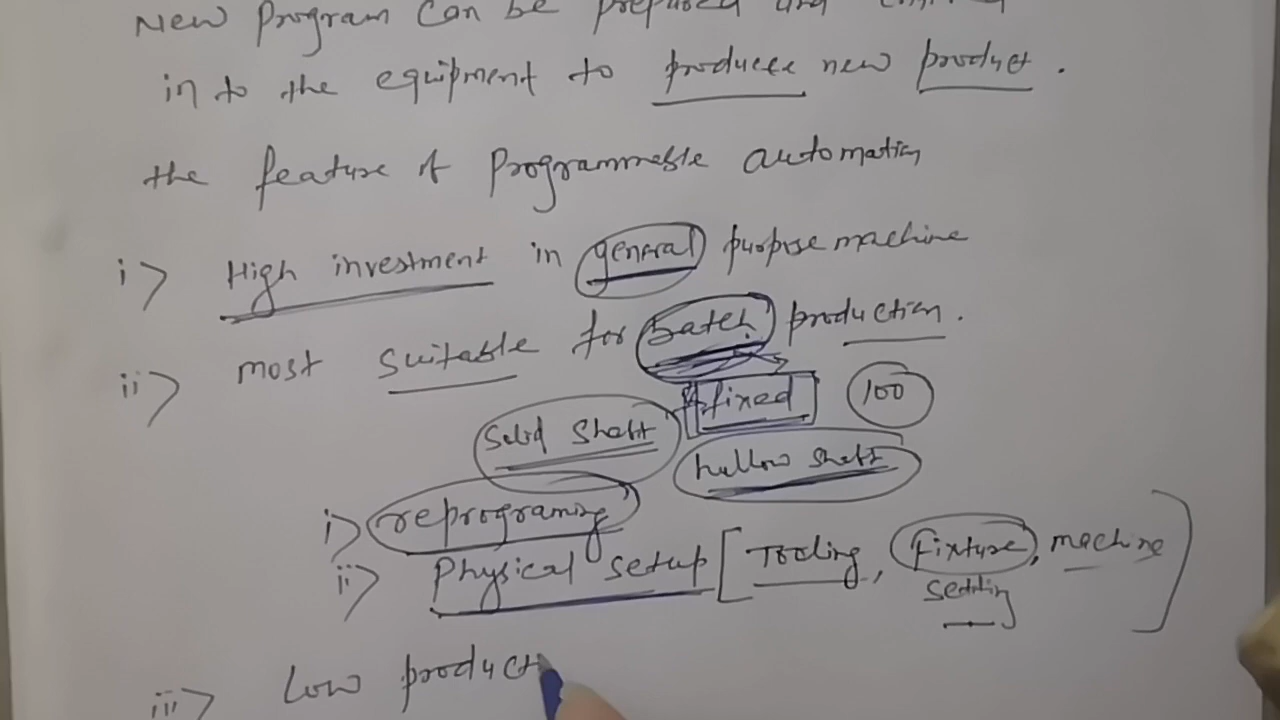 New program can be prepared and
in to the equipment to produce new product.
the feature of Programmable automation
i> High investment in general purpose machine
ii> most suitable for batch production.
fixed 100
solid shaft
hollow shaft
i> reprograming
ii> Physical setup [Tooling, fixture, machine
setting]
iii> Low product